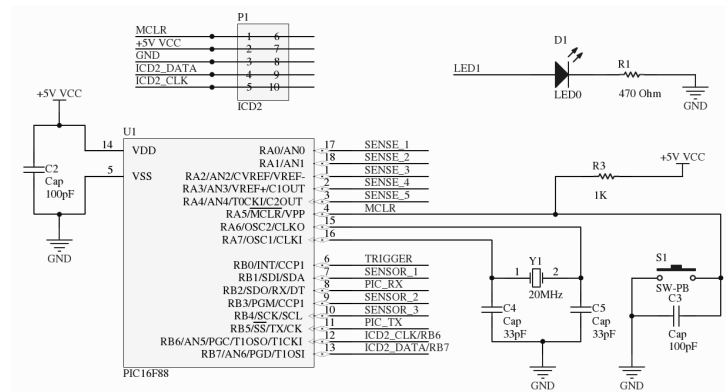 P1
MCLR 1 6
+5V VCC 2 7
GND 3 8
ICD2_DATA 4 9
ICD2_CLK 5 10
ICD2
D1
LED1
LED0
R1
470 Ohm
GND
+5V VCC
C2
Cap
100pF
GND
U1
14 VDD
5 VSS
RA0/AN0 17 SENSE_1
RA1/AN1 18 SENSE_2
RA2/AN2/CVREF/VREF- 1 SENSE_3
RA3/AN3/VREF+/C1OUT 2 SENSE_4
RA4/AN4/T0CKI/C2OUT 3 SENSE_5
RA5/MCLR/VPP 4 MCLR
RA6/OSC2/CLKO 15
RA7/OSC1/CLKI 16
RB0/INT/CCP1 6 TRIGGER
RB1/SDI/SDA 7 SENSOR_1
RB2/SDO/RX/DT 8 PIC_RX
RB3/PGM/CCP1 9 SENSOR_2
RB4/SCK/SCL 10 SENSOR_3
RB5/SS/TX/CK 11 PIC_TX
RB6/AN5/PGC/T1OSO/T1CKI 12 ICD2_CLK/RB6
RB7/AN6/PGD/T1OSI 13 ICD2_DATA/RB7
PIC16F88
R3
1K
+5V VCC
Y1
1 2
20MHz
C4
Cap
33pF
C5
Cap
33pF
GND
S1
SW-PB
C3
Cap
100pF
GND